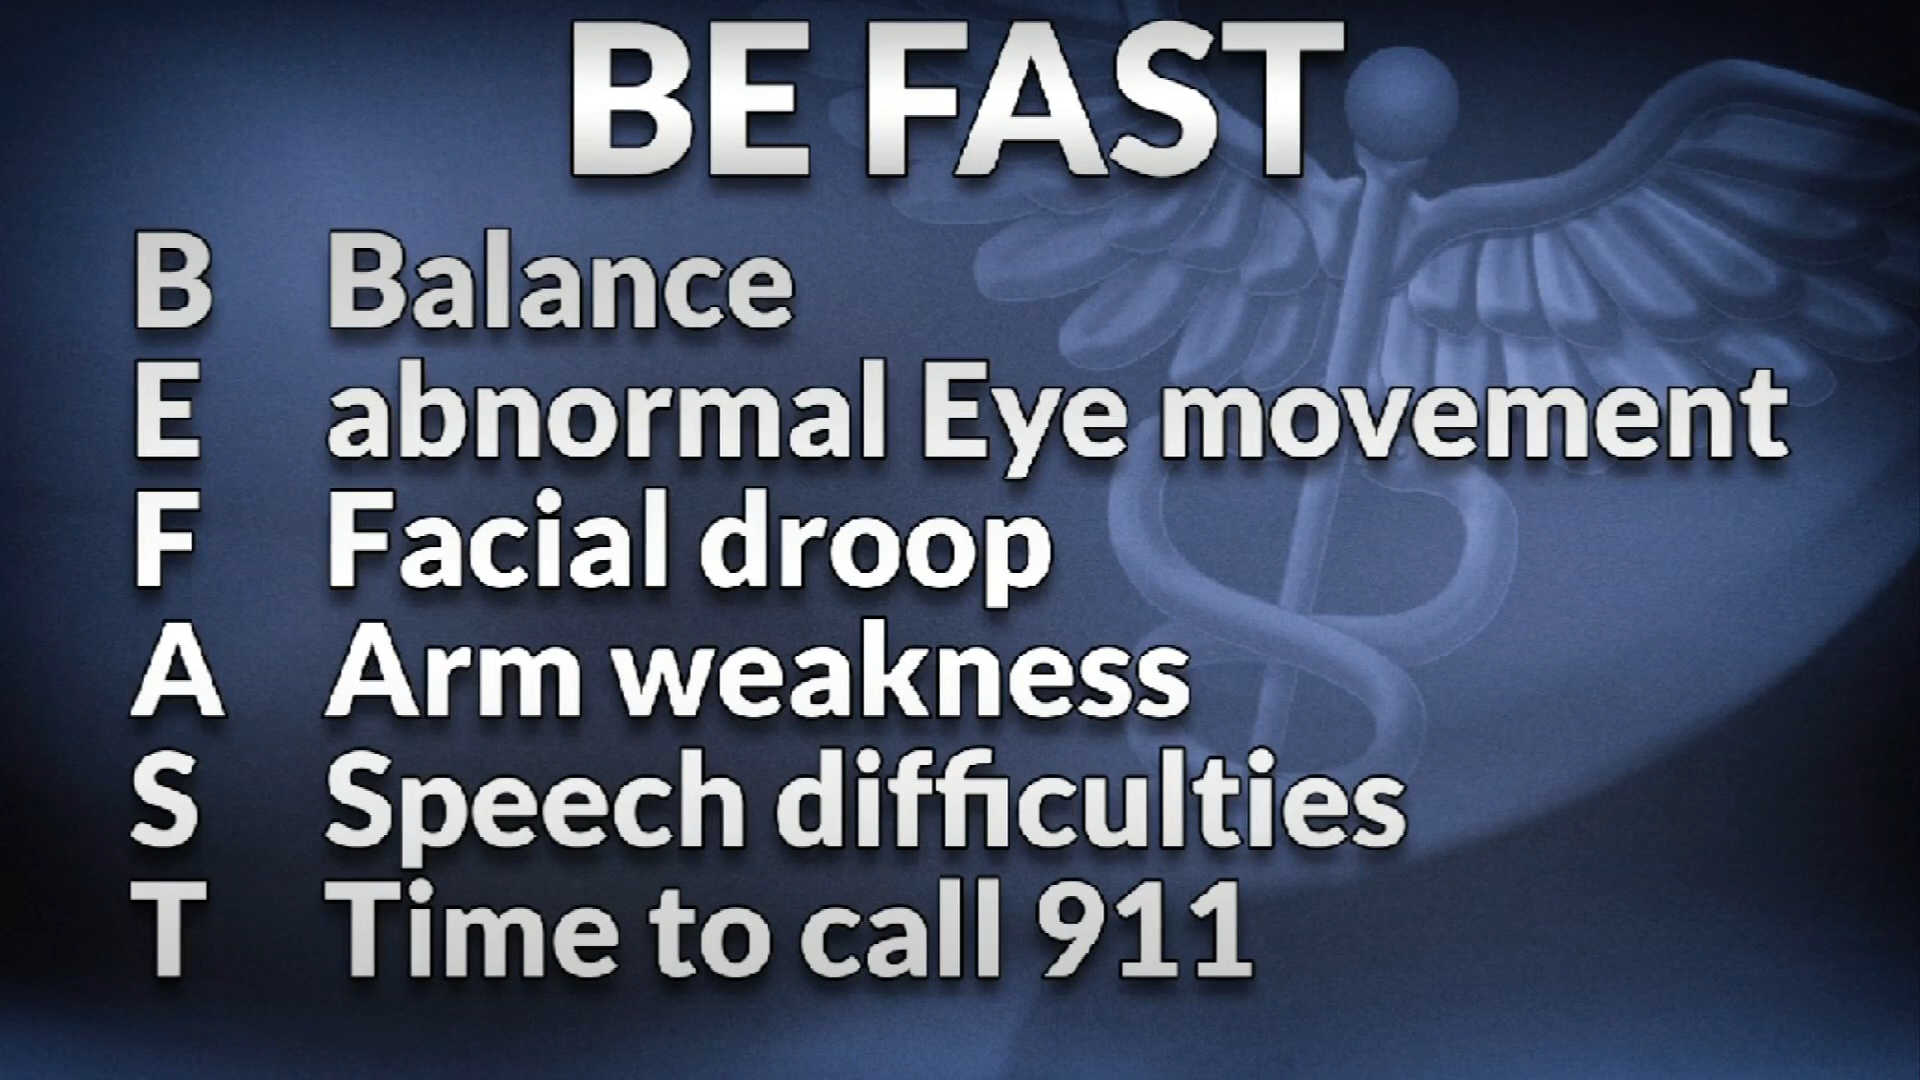 BE FAST
B Balance
E abnormal Eye movement
F Facial droop
A Arm weakness
S Speech difficulties
T Time to call 911